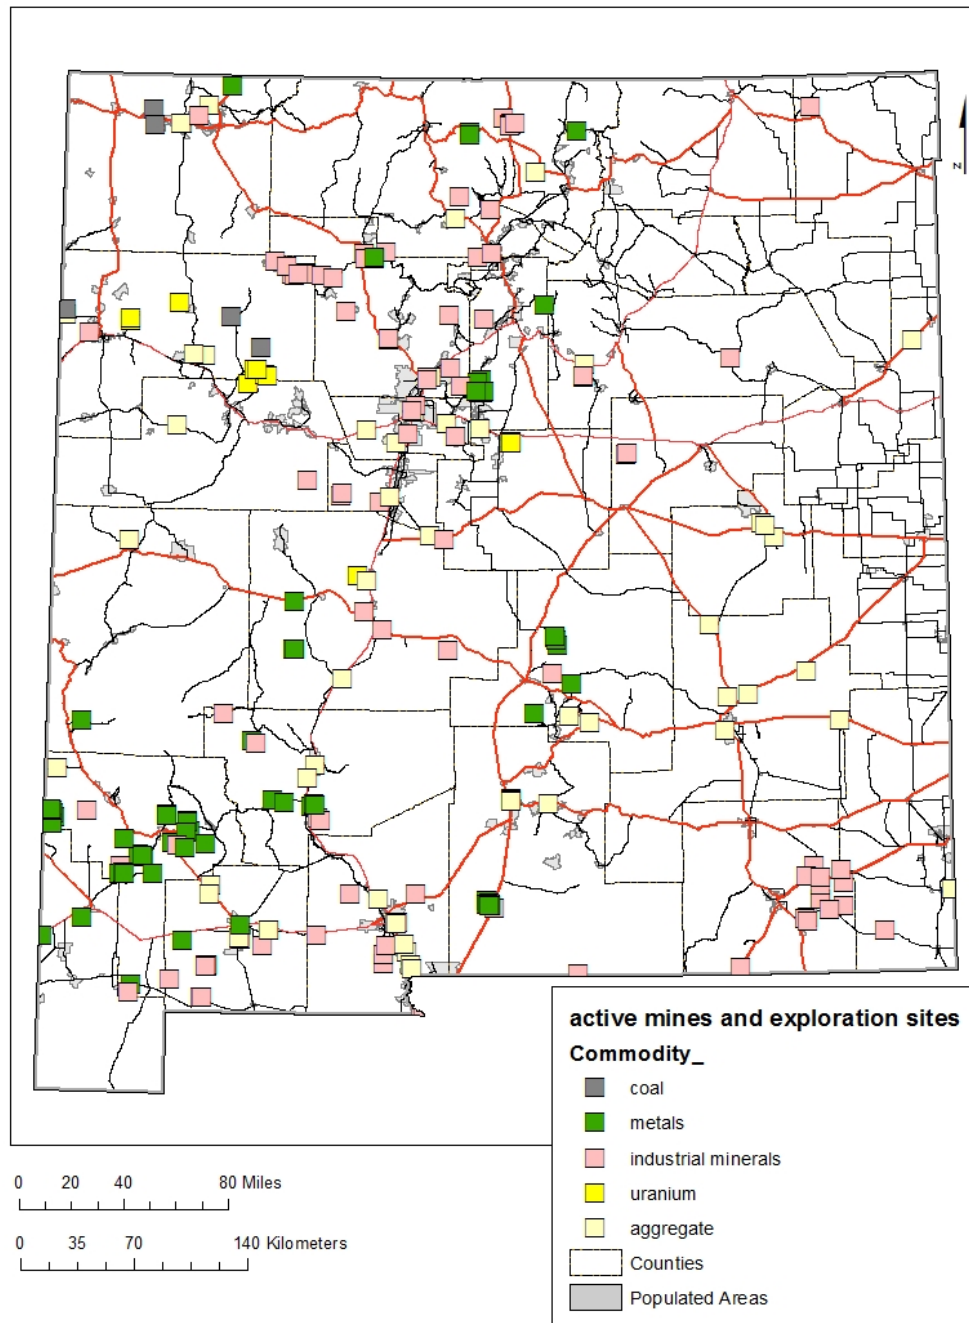 N
active mines and exploration sites
Commodity_
coal
metals
industrial minerals
uranium
aggregate
Counties
Populated Areas
0 20 40 80 Miles
0 35 70 140 Kilometers